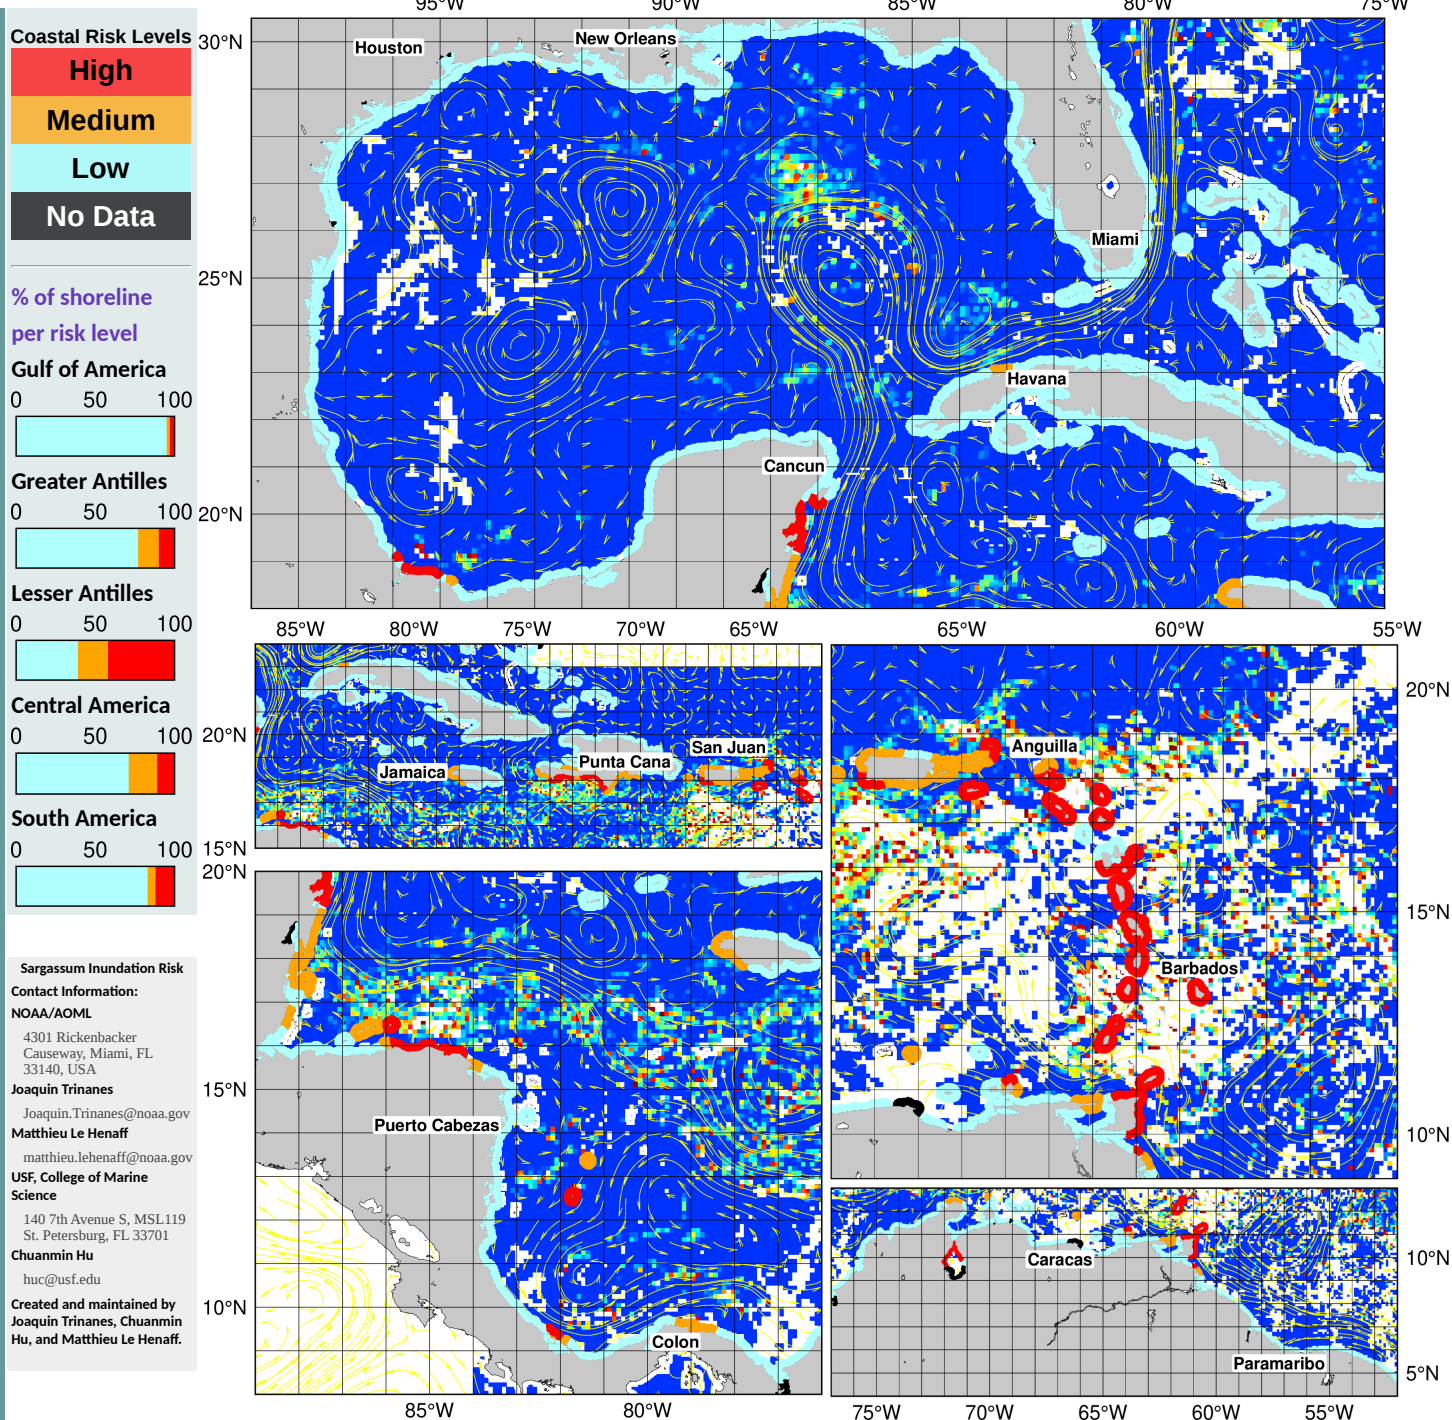 95°W 90°W 85°W 80°W 75°W
Coastal Risk Levels
High
Medium
Low
No Data
% of shoreline
per risk level
Gulf of America
0 50 100
Greater Antilles
0 50 100
Lesser Antilles
0 50 100
Central America
0 50 100
South America
0 50 100
Sargassum Inundation Risk
Contact Information:
NOAA/AOML
4301 Rickenbacker
Causeway, Miami, FL
33140, USA
Joaquin Trinanes
Joaquin.Trinanes@noaa.gov
Matthieu Le Henaff
matthieu.lehenaff@noaa.gov
USF, College of Marine
Science
140 7th Avenue S, MSL119
St. Petersburg, FL 33701
Chuanmin Hu
huc@usf.edu
Created and maintained by
Joaquin Trinanes, Chuanmin
Hu, and Matthieu Le Henaff.
30°N
25°N
20°N
Houston
New Orleans
Miami
Havana
Cancun
85°W 80°W 75°W 70°W 65°W
20°N
15°N
Jamaica
Punta Cana
San Juan
65°W 60°W 55°W
20°N
15°N
10°N
Anguilla
Barbados
20°N
15°N
10°N
Puerto Cabezas
Colon
85°W 80°W
10°N
5°N
Caracas
Paramaribo
75°W 70°W 65°W 60°W 55°W